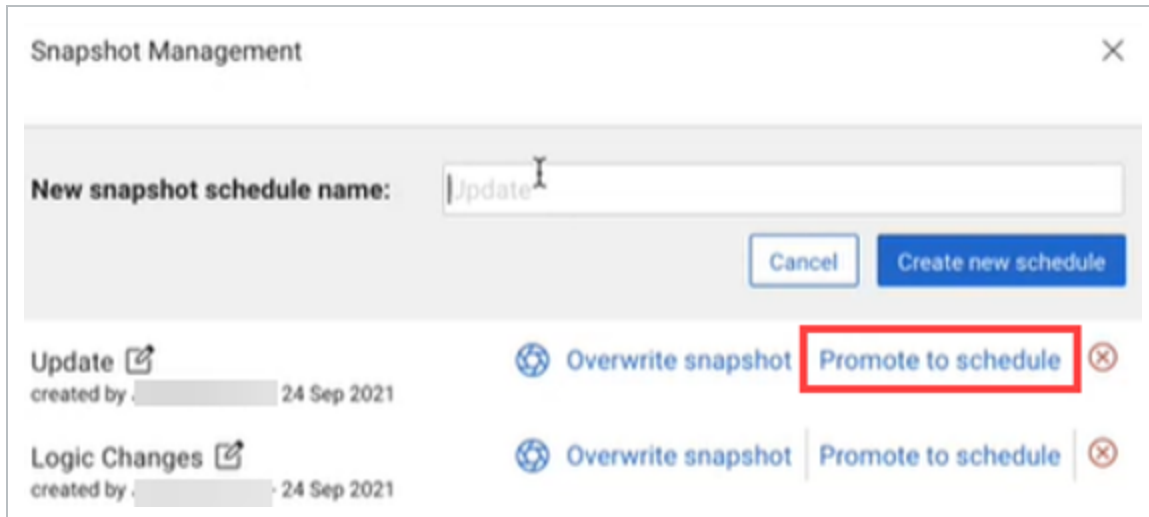 Snapshot Management
New snapshot schedule name:
Update
Cancel
Create new schedule
Update
Overwrite snapshot
Promote to schedule
created by
24 Sep 2021
Logic Changes
Overwrite snapshot
Promote to schedule
created by
24 Sep 2021